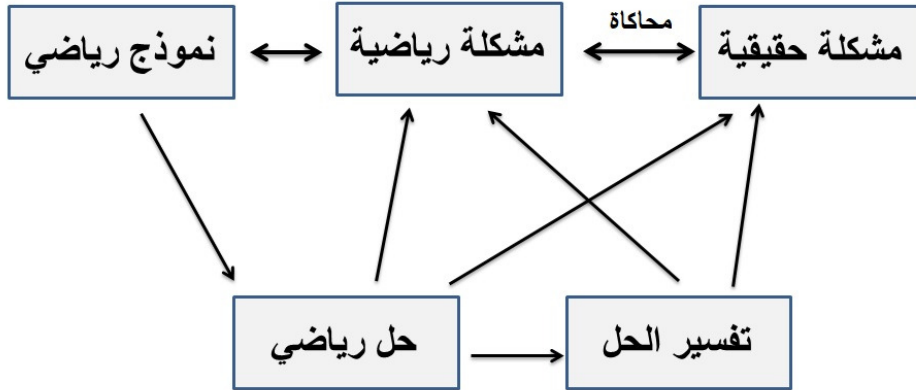 محاكاة
مشكلة حقيقية
مشكلة رياضية
نموذج رياضي
تفسير الحل
حل رياضي